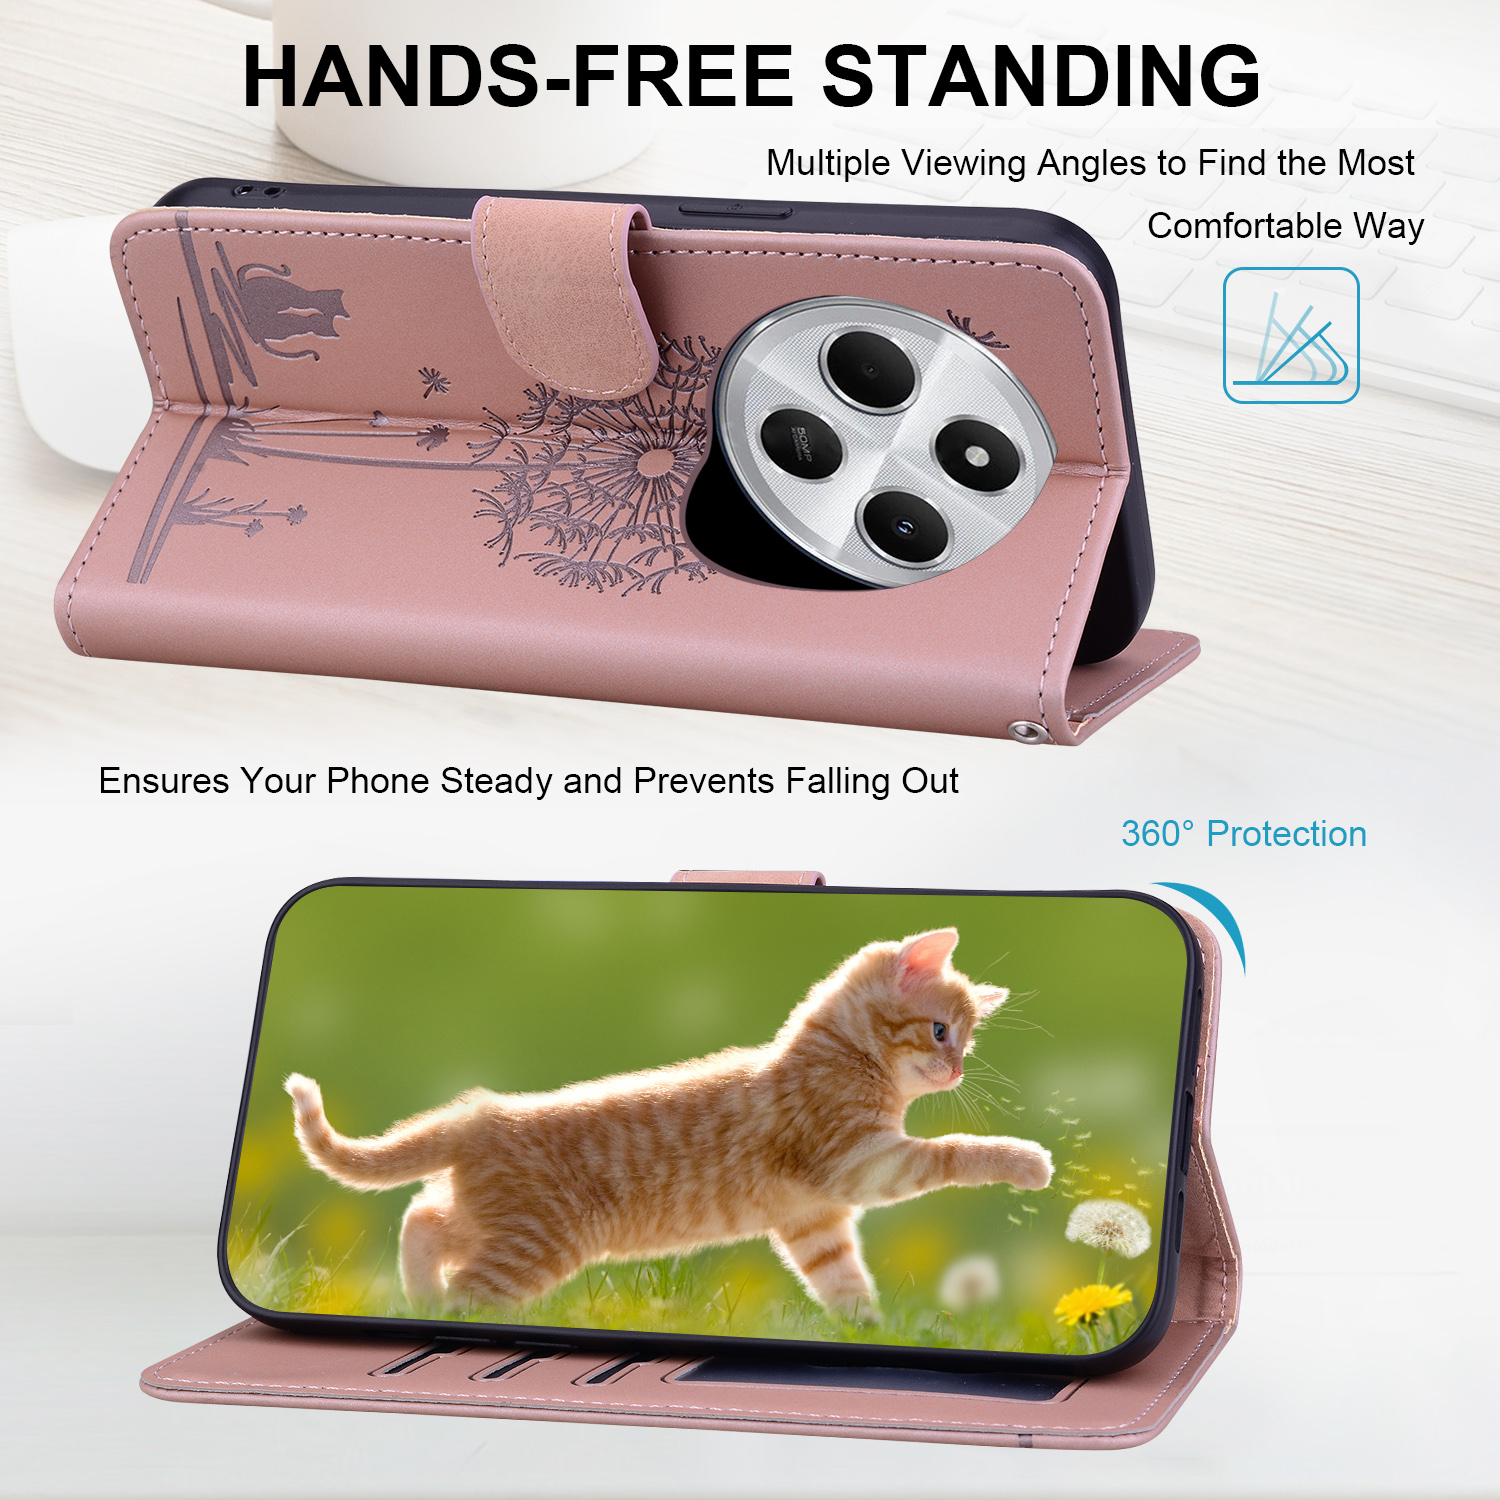 HANDS-FREE STANDING
Multiple Viewing Angles to Find the Most
Comfortable Way
50MP
Ensures Your Phone Steady and Prevents Falling Out
360° Protection